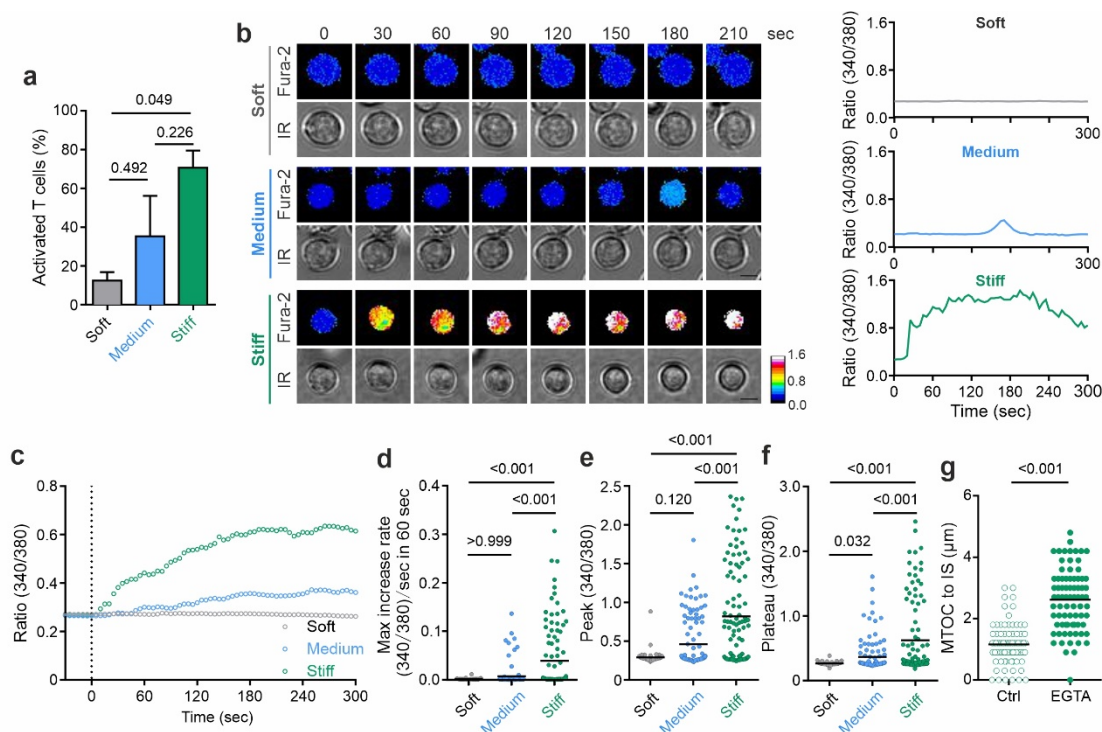 a
Activated T cells (%)
100
80
60
40
20
0
0.049
0.226
0.492
Soft
Medium
Stiff
b
0 30 60 90 120 150 180 210 sec
Soft
Fura-2
IR
Medium
Fura-2
IR
Stiff
Fura-2
IR
1.6
0.8
0.0
Soft
Ratio (340/380)
1.6
0.8
0
0 300
Medium
Ratio (340/380)
1.6
0.8
0.0
0 300
Stiff
Ratio (340/380)
1.6
0.8
0.0
0 60 120 180 240 300
Time (sec)
c
Ratio (340/380)
0.8
0.6
0.4
0.2
0 60 120 180 240 300
Time (sec)
Soft
Medium
Stiff
d
Max increase rate
(340//380)/sec in 60 sec
0.4
0.3
0.2
0.1
0.0
<0.001
<0.001
>0.999
Soft
Medium
Stiff
e
Peak (340/380)
2.5
2.0
1.5
1.0
0.5
0.0
<0.001
<0.001
0.120
Soft
Medium
Stiff
f
Plateau (340/380)
3.0
2.0
1.0
0.0
<0.001
<0.001
0.032
Soft
Medium
Stiff
g
MTOC to IS (μm)
6
4
2
0
<0.001
Ctrl
EGTA